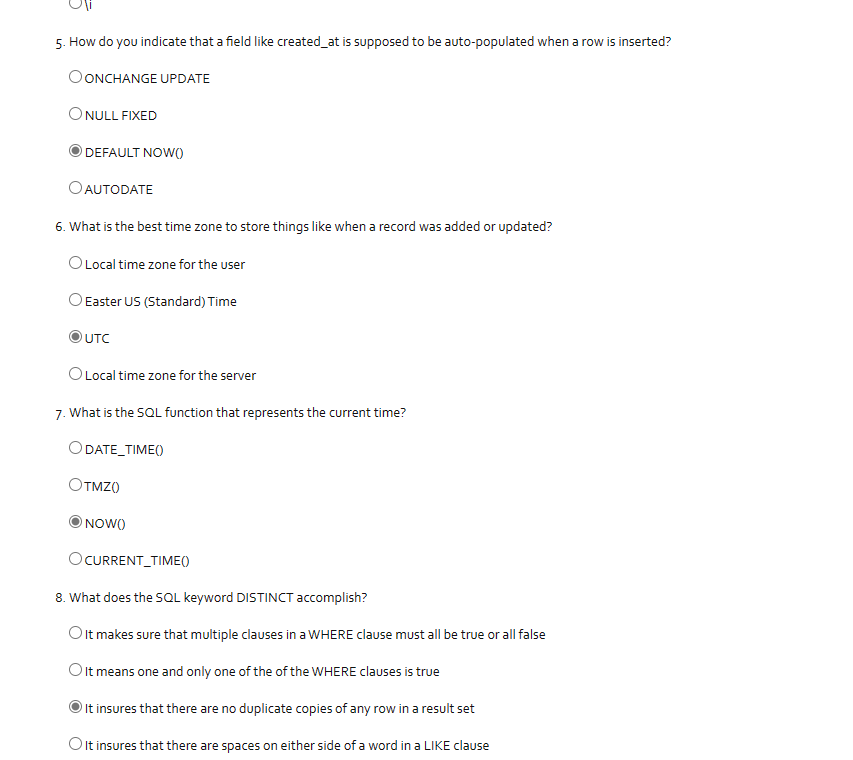 \i
5. How do you indicate that a field like created_at is supposed to be auto-populated when a row is inserted?
ONCHANGE UPDATE
NULL FIXED
DEFAULT NOW()
AUTODATE
6. What is the best time zone to store things like when a record was added or updated?
Local time zone for the user
Easter US (Standard) Time
UTC
Local time zone for the server
7. What is the SQL function that represents the current time?
DATE_TIME()
TMZ()
NOW()
CURRENT_TIME()
8. What does the SQL keyword DISTINCT accomplish?
It makes sure that multiple clauses in a WHERE clause must all be true or all false
It means one and only one of the of the WHERE clauses is true
It insures that there are no duplicate copies of any row in a result set
It insures that there are spaces on either side of a word in a LIKE clause